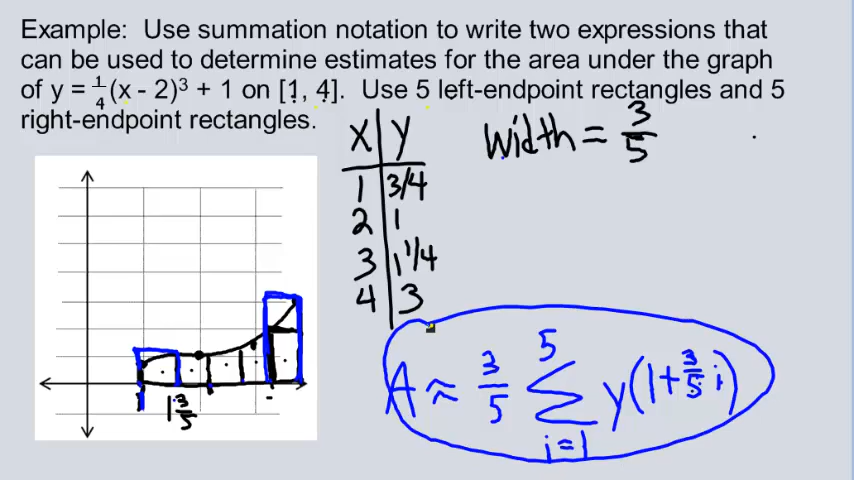 Example: Use summation notation to write two expressions that
can be used to determine estimates for the area under the graph
of y = 1/4(x - 2)³ + 1 on [1, 4]. Use 5 left-endpoint rectangles and 5
right-endpoint rectangles.
width = 3/5
x y
1 3/4
2 1
3 1 1/4
4 3
1 3/5
A ≈ 3/5 5 Σ i=1 y(1+3/5 i)